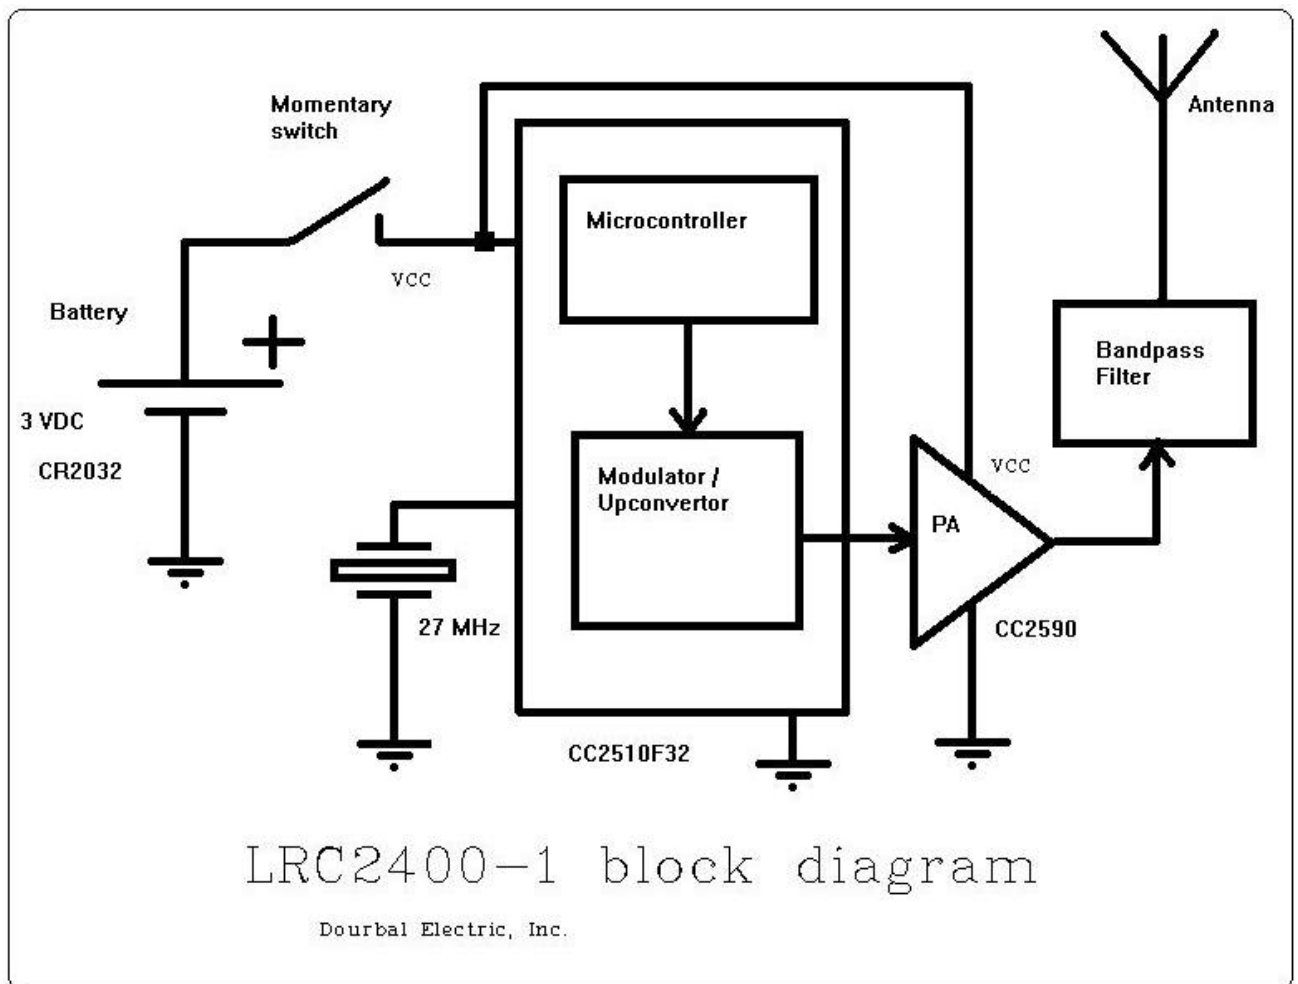 Momentary
switch
Antenna
Microcontroller
VCC
Battery
Bandpass
Filter
3 VDC
CR2032
Modulator /
Upconvertor
VCC
PA
27 MHz
CC2590
CC2510F32
LRC2400-1 block diagram
Dourbal Electric, Inc.